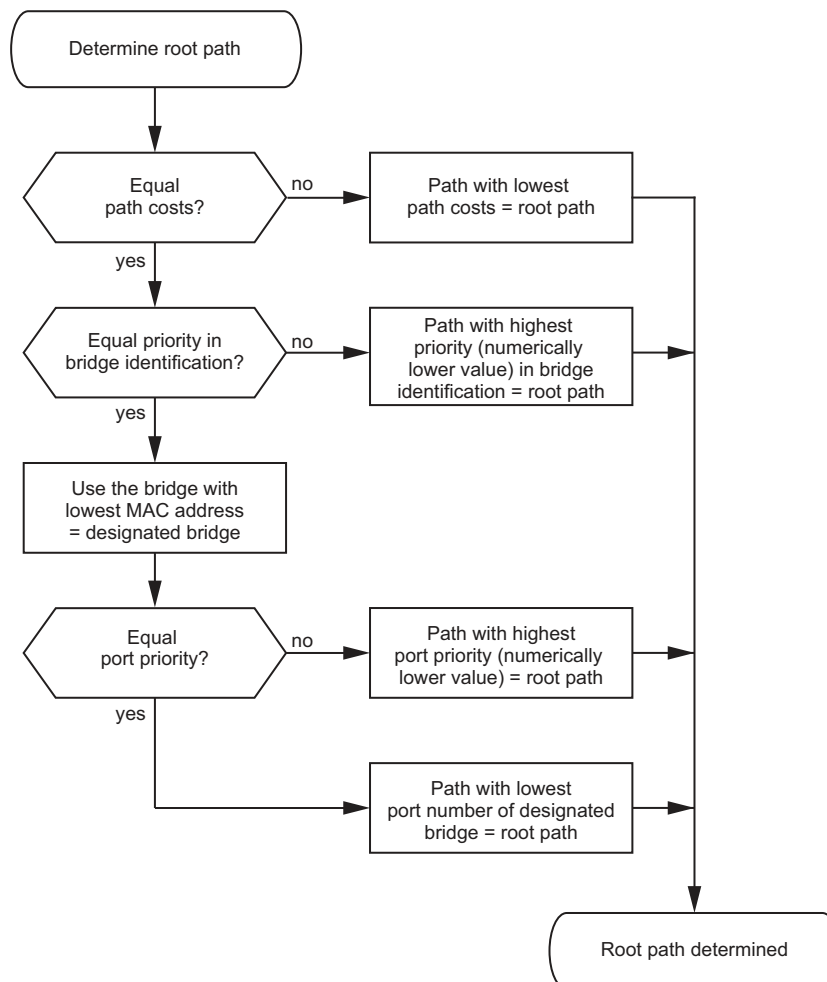 Determine root path
Equal
path costs?
no
Path with lowest
path costs = root path
yes
Equal priority in
bridge identification?
no
Path with highest
priority (numerically
lower value) in bridge
identification = root path
yes
Use the bridge with
lowest MAC address
= designated bridge
Equal
port priority?
no
Path with highest
port priority (numerically
lower value) = root path
yes
Path with lowest
port number of designated
bridge = root path
Root path determined